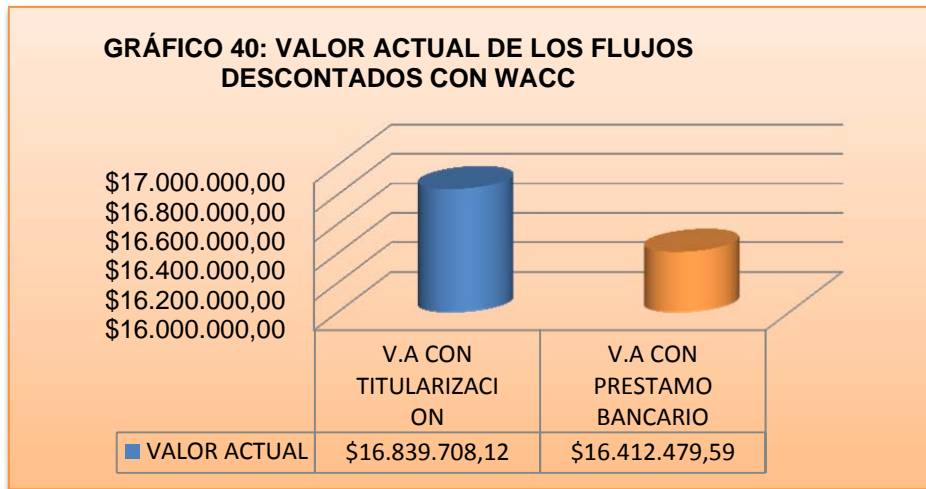 GRÁFICO 40: VALOR ACTUAL DE LOS FLUJOS
DESCONTADOS CON WACC
$17.000.000,00
$16.800.000,00
$16.600.000,00
$16.400.000,00
$16.200.000,00
$16.000.000,00
V.A CON
TITULARIZACI
ON
V.A CON
PRESTAMO
BANCARIO
VALOR ACTUAL $16.839.708,12 $16.412.479,59